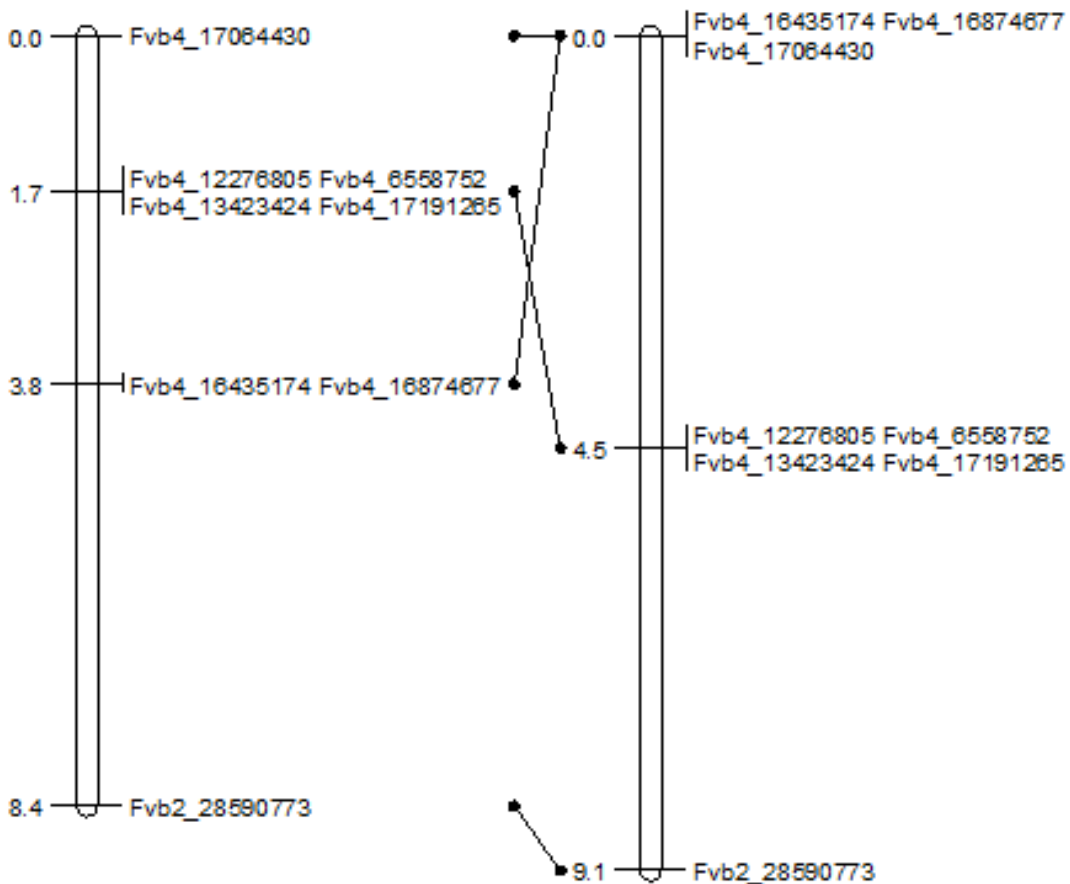 0.0 Fvb4_17064430
1.7 Fvb4_12276805 Fvb4_6558752
Fvb4_13423424 Fvb4_17191265
3.8 Fvb4_16435174 Fvb4_16874677
8.4 Fvb2_28590773
0.0 Fvb4_16435174 Fvb4_16874677
Fvb4_17064430
4.5 Fvb4_12276805 Fvb4_6558752
Fvb4_13423424 Fvb4_17191265
9.1 Fvb2_28590773